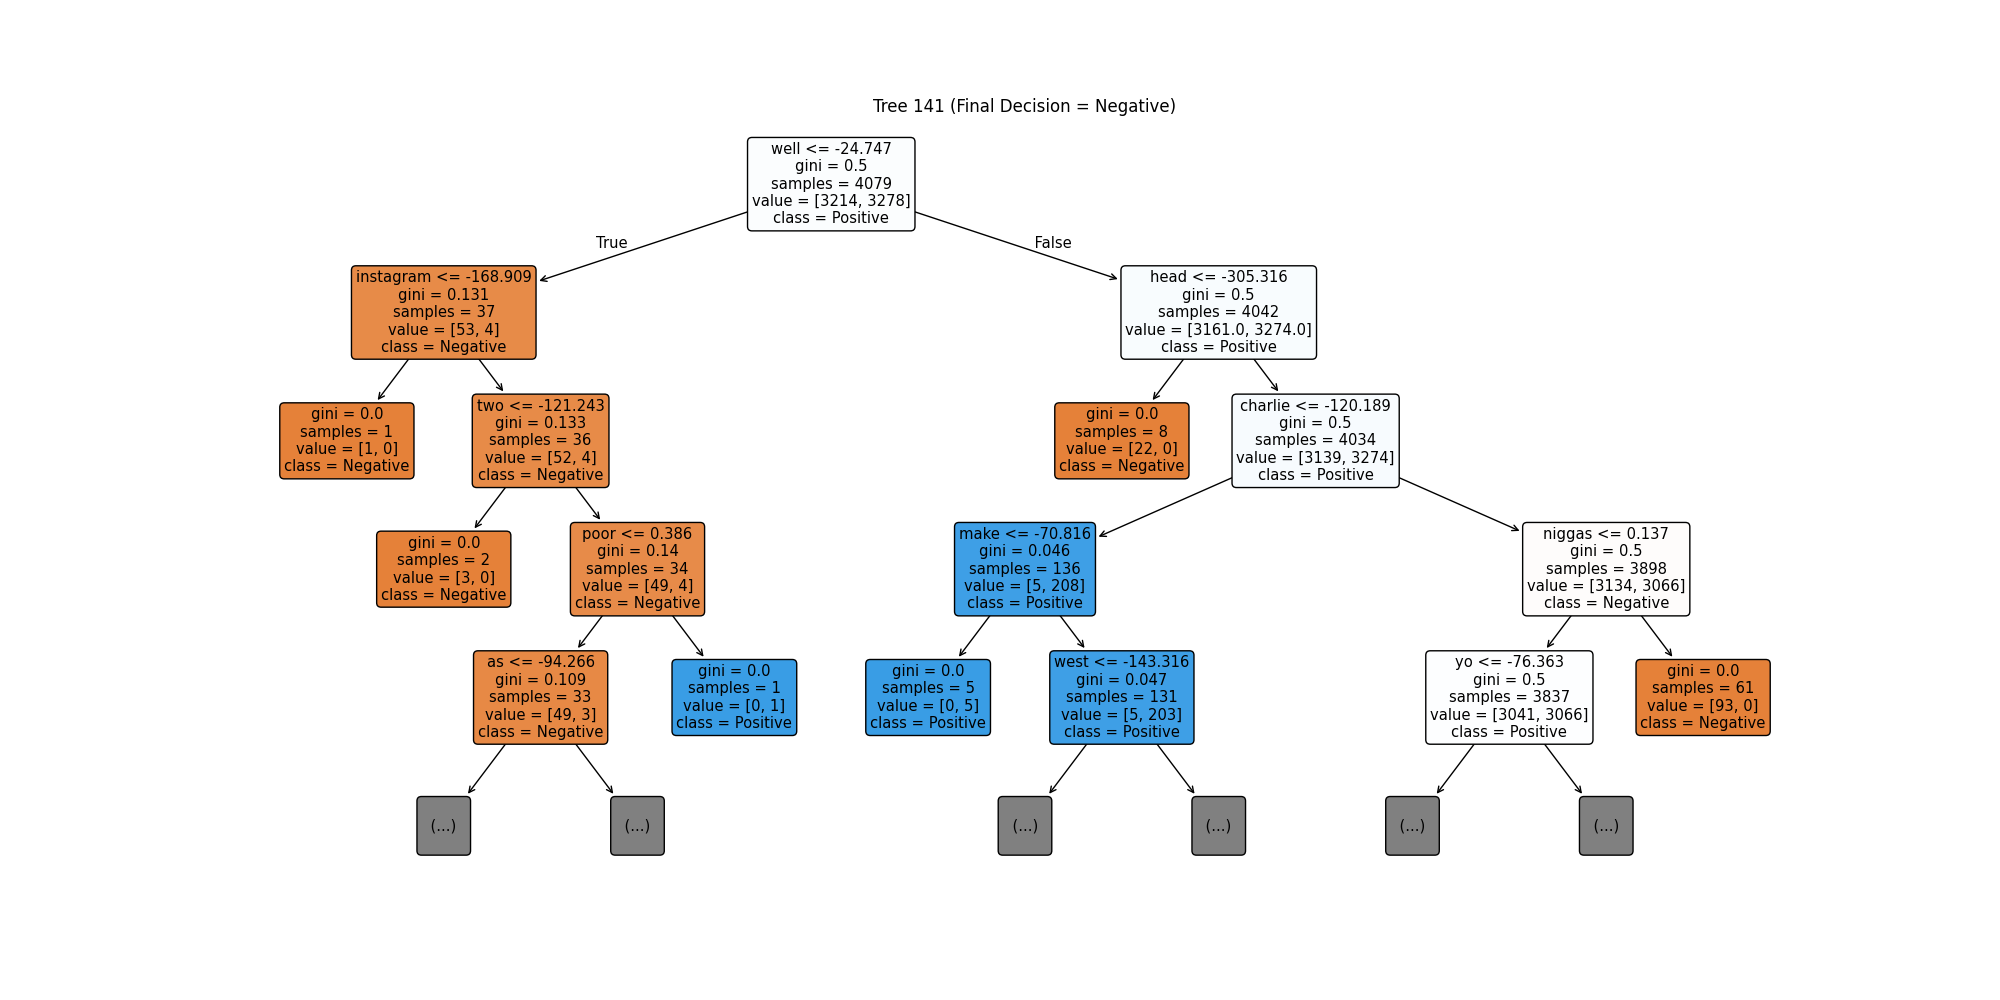 Tree 141 (Final Decision = Negative)
well <= -24.747
gini = 0.5
samples = 4079
value = [3214, 3278]
class = Positive
True
False
instagram <= -168.909
gini = 0.131
samples = 37
value = [53, 4]
class = Negative
head <= -305.316
gini = 0.5
samples = 4042
value = [3161.0, 3274.0]
class = Positive
gini = 0.0
samples = 1
value = [1, 0]
class = Negative
two <= -121.243
gini = 0.133
samples = 36
value = [52, 4]
class = Negative
gini = 0.0
samples = 8
value = [22, 0]
class = Negative
charlie <= -120.189
gini = 0.5
samples = 4034
value = [3139, 3274]
class = Positive
gini = 0.0
samples = 2
value = [3, 0]
class = Negative
poor <= 0.386
gini = 0.14
samples = 34
value = [49, 4]
class = Negative
make <= -70.816
gini = 0.046
samples = 136
value = [5, 208]
class = Positive
niggas <= 0.137
gini = 0.5
samples = 3898
value = [3134, 3066]
class = Negative
as <= -94.266
gini = 0.109
samples = 33
value = [49, 3]
class = Negative
gini = 0.0
samples = 1
value = [0, 1]
class = Positive
gini = 0.0
samples = 5
value = [0, 5]
class = Positive
west <= -143.316
gini = 0.047
samples = 131
value = [5, 203]
class = Positive
yo <= -76.363
gini = 0.5
samples = 3837
value = [3041, 3066]
class = Positive
gini = 0.0
samples = 61
value = [93, 0]
class = Negative
(...)
(...)
(...)
(...)
(...)
(...)